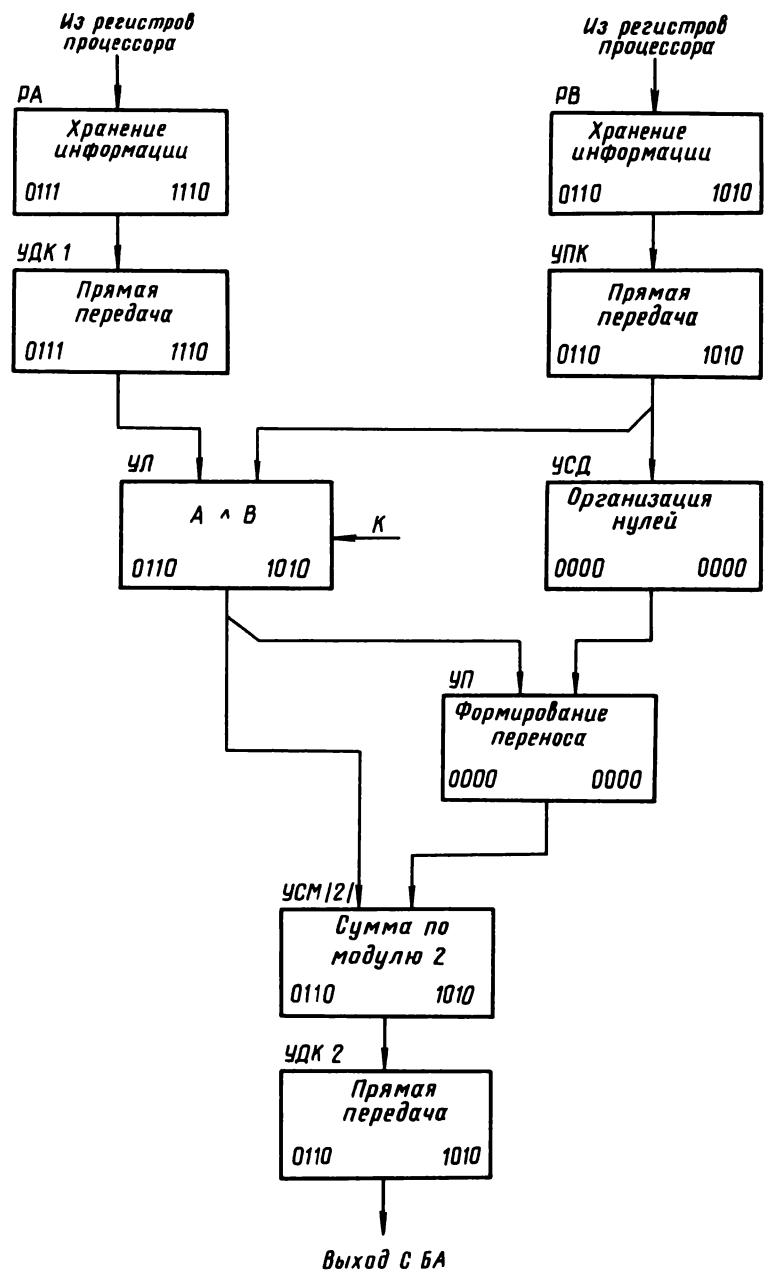 Из регистров
процессора
Из регистров
процессора
РА
Хранение
информации
0111 1110
РВ
Хранение
информации
0110 1010
УДК 1
Прямая
передача
0111 1110
УПК
Прямая
передача
0110 1010
УЛ
А ∧ В
0110 1010
К
УСД
Организация
нулей
0000 0000
УП
Формирование
переноса
0000 0000
УСМ|2|
Сумма по
модулю 2
0110 1010
УДК 2
Прямая
передача
0110 1010
Выход С БА